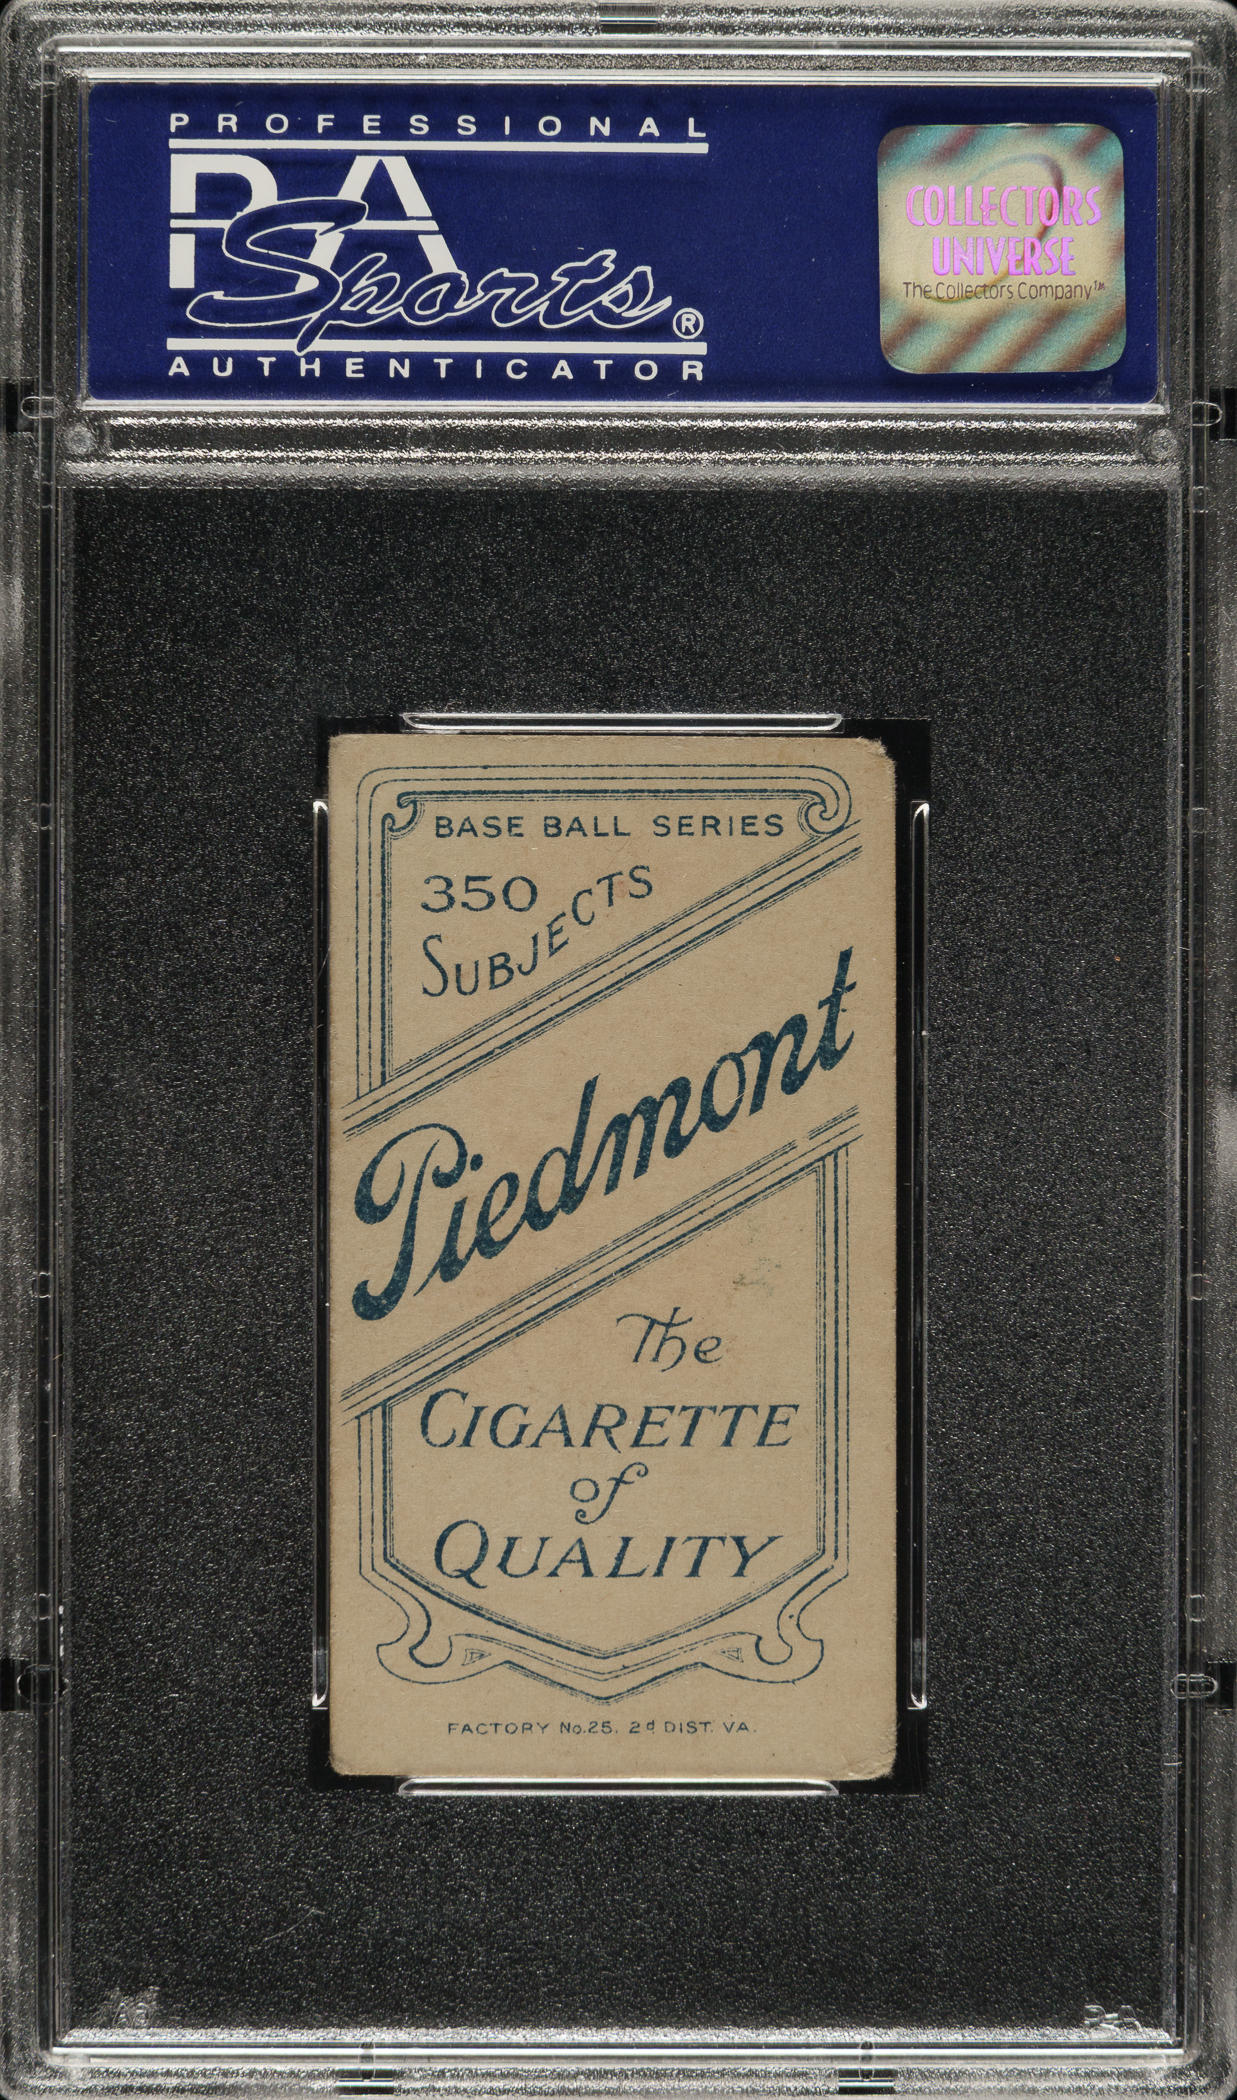 PROFESSIONAL
PSA
Sports®
AUTHENTICATOR
COLLECTORS
UNIVERSE
The Collectors Company™
BASE BALL SERIES
350
SUBJECTS
Piedmont
The
CIGARETTE
of
QUALITY
FACTORY No.25. 2d DIST. VA.
PSA